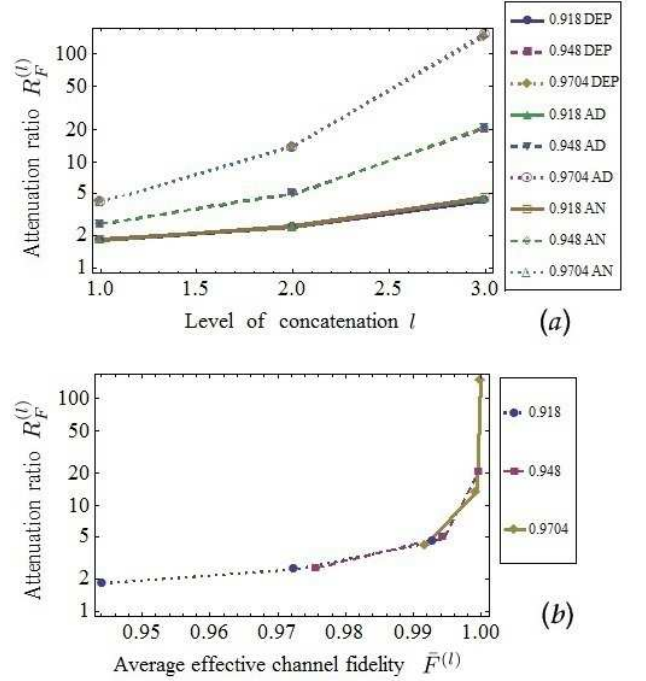 100
50
20
10
5
2
1
Attenuation ratio R_F^(l)
1.0 1.5 2.0 2.5 3.0
Level of concatenation l
0.918 DEP
0.948 DEP
0.9704 DEP
0.918 AD
0.948 AD
0.9704 AD
0.918 AN
0.948 AN
0.9704 AN
(a)
100
50
20
10
5
2
1
Attenuation ratio R_F^(l)
0.95 0.96 0.97 0.98 0.99 1.00
Average effective channel fidelity F̄^(l)
0.918
0.948
0.9704
(b)